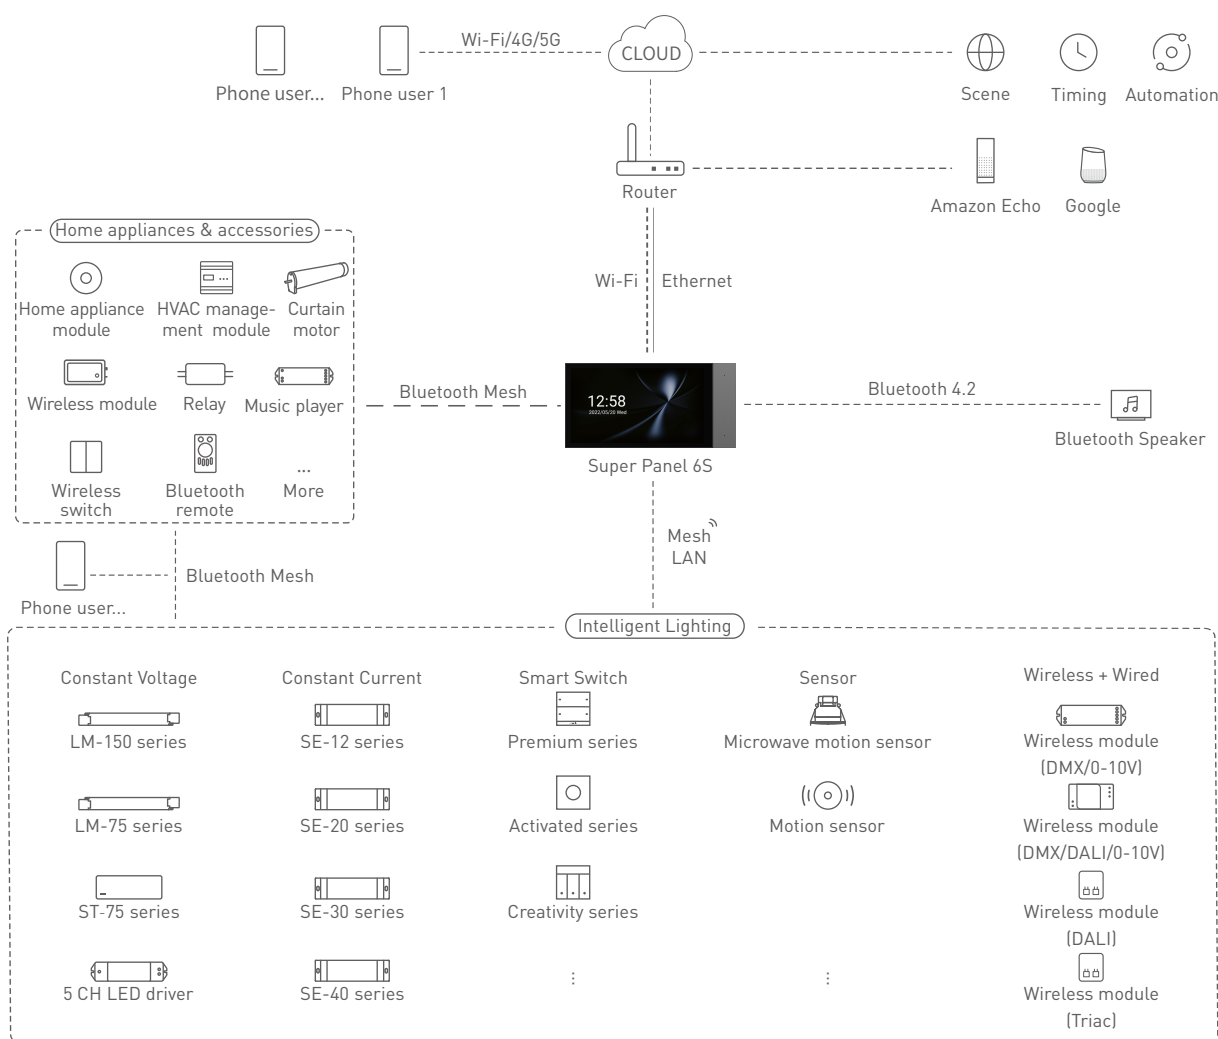 Wi-Fi/4G/5G
CLOUD
Phone user...
Phone user 1
Scene
Timing
Automation
Router
Amazon Echo
Google
Home appliances & accessories
Home appliance
module
HVAC manage-
ment module
Curtain
motor
Wireless module
Relay
Music player
Wireless
switch
Bluetooth
remote
...
More
Wi-Fi
Ethernet
Bluetooth Mesh
12:58
2022/05/20 Wed
Super Panel 6S
Bluetooth 4.2
Bluetooth Speaker
Mesh
LAN
Phone user...
Bluetooth Mesh
Intelligent Lighting
Constant Voltage
LM-150 series
LM-75 series
ST-75 series
5 CH LED driver
Constant Current
SE-12 series
SE-20 series
SE-30 series
SE-40 series
Smart Switch
Premium series
Activated series
Creativity series
⋮
Sensor
Microwave motion sensor
Motion sensor
⋮
Wireless + Wired
Wireless module
(DMX/0-10V)
Wireless module
(DMX/DALI/0-10V)
Wireless module
(DALI)
Wireless module
(Triac)